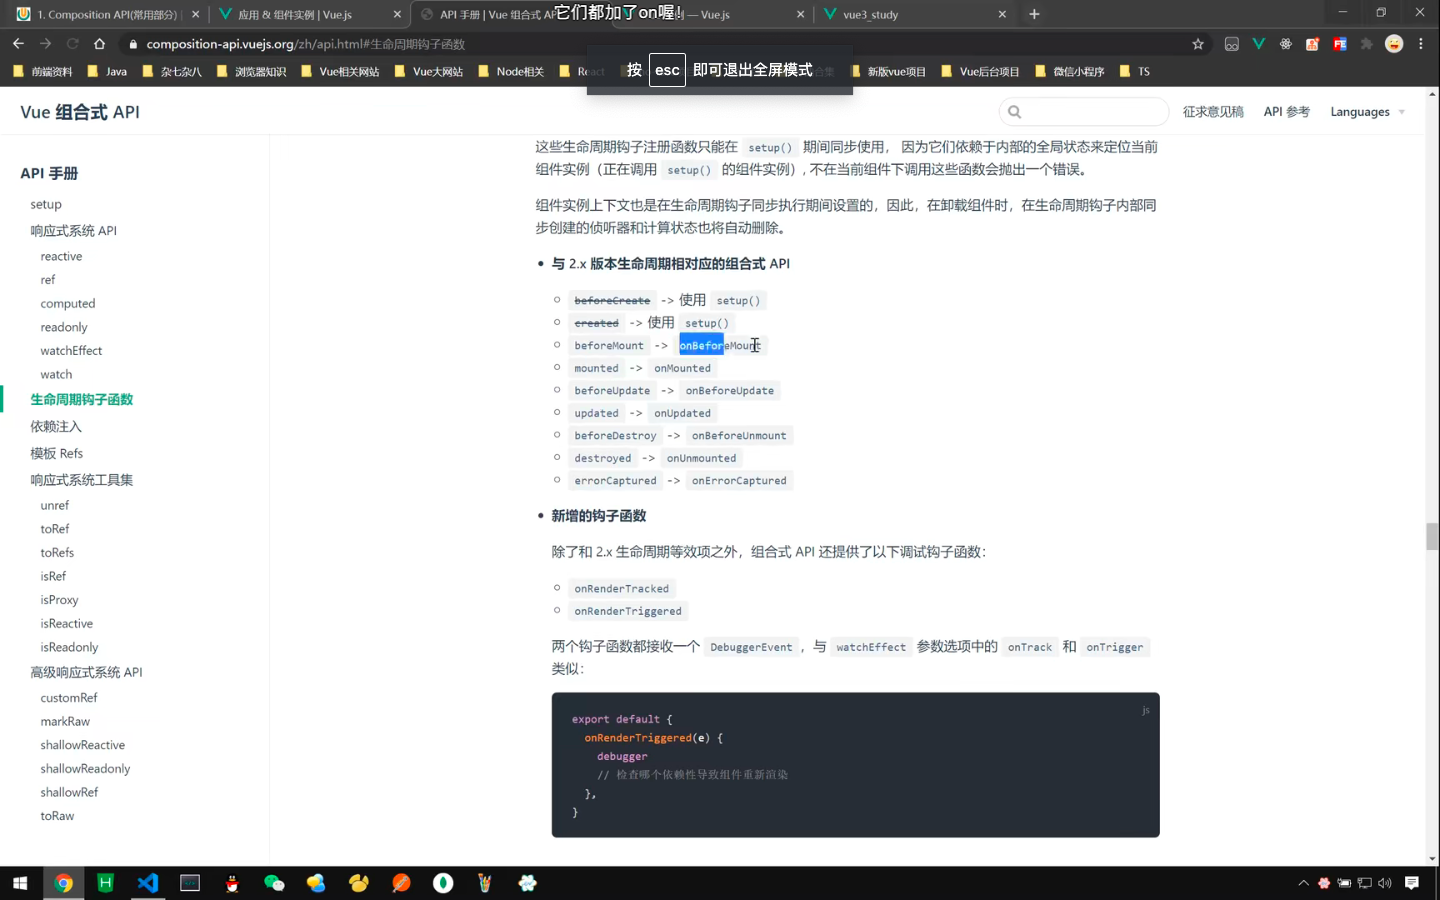 1. Composition API(常用部分)
应用 & 组件实例 | Vue.js
API 手册 | Vue 组合式 AP
它们都加了on喔!
例 — Vue.js
vue3_study
composition-api.vuejs.org/zh/api.html#生命周期钩子函数
按 esc 即可退出全屏模式
前端资料
Java
杂七杂八
浏览器知识
Vue相关网站
Vue大网站
Node相关
新版vue项目
Vue后台项目
微信小程序
TS
Vue 组合式 API
征求意见稿
API 参考
Languages
API 手册
setup
响应式系统 API
reactive
ref
computed
readonly
watchEffect
watch
生命周期钩子函数
依赖注入
模板 Refs
响应式系统工具集
unref
toRef
toRefs
isRef
isProxy
isReactive
isReadonly
高级响应式系统 API
customRef
markRaw
shallowReactive
shallowReadonly
shallowRef
toRaw
这些生命周期钩子注册函数只能在 setup() 期间同步使用， 因为它们依赖于内部的全局状态来定位当前
组件实例（正在调用 setup() 的组件实例）, 不在当前组件下调用这些函数会抛出一个错误。
组件实例上下文也是在生命周期钩子同步执行期间设置的，因此，在卸载组件时，在生命周期钩子内部同
步创建的侦听器和计算状态也将自动删除。
与 2.x 版本生命周期相对应的组合式 API
beforeCreate -> 使用 setup()
created -> 使用 setup()
beforeMount -> onBeforeMount
mounted -> onMounted
beforeUpdate -> onBeforeUpdate
updated -> onUpdated
beforeDestroy -> onBeforeUnmount
destroyed -> onUnmounted
errorCaptured -> onErrorCaptured
新增的钩子函数
除了和 2.x 生命周期等效项之外，组合式 API 还提供了以下调试钩子函数：
onRenderTracked
onRenderTriggered
两个钩子函数都接收一个 DebuggerEvent ，与 watchEffect 参数选项中的 onTrack 和 onTrigger
类似：
js
export default {
onRenderTriggered(e) {
debugger
// 检查哪个依赖性导致组件重新渲染
},
}